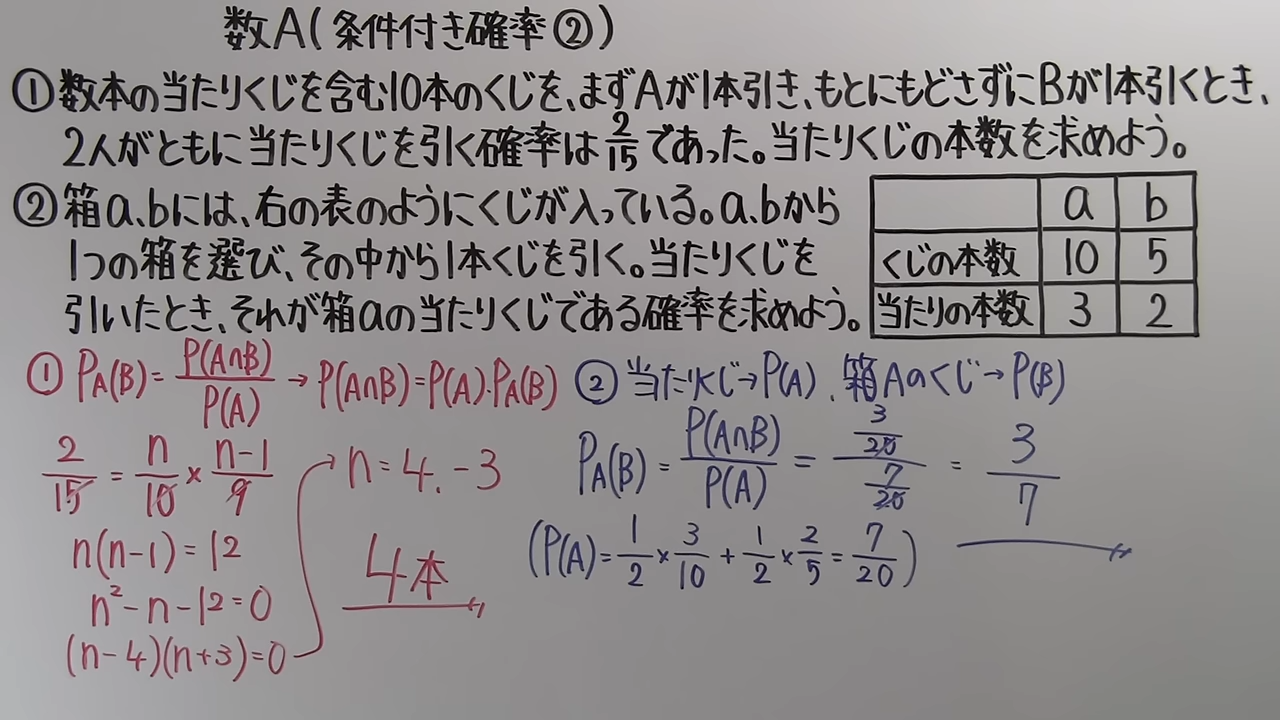 数A(条件付き確率②)
①数本の当たりくじを含む10本のくじを、まずAが1本引き、もとにもどさずにBが1本引くとき、
2人がともに当たりくじを引く確率は2/15であった。当たりくじの本数を求めよう。
②箱a、bには、右の表のようにくじが入っている。a、bから
1つの箱を選び、その中から1本くじを引く。当たりくじを
引いたとき、それが箱aの当たりくじである確率を求めよう。
a b
くじの本数 10 5
当たりの本数 3 2
① P_A(B)=P(A∩B)/P(A)→P(A∩B)=P(A)・P_A(B)
2/15=n/10×(n-1)/9
n(n-1)=12
n²-n-12=0
(n-4)(n+3)=0
n=4.-3
4本
②当たりくじ→P(A)、箱Aのくじ→P(B)
P_A(B)=P(A∩B)/P(A)=(3/20)/(7/20)=3/7
(P(A)=1/2×3/10+1/2×2/5=7/20)